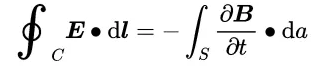 ∮_C E • dl = − ∫_S ∂B/∂t • da